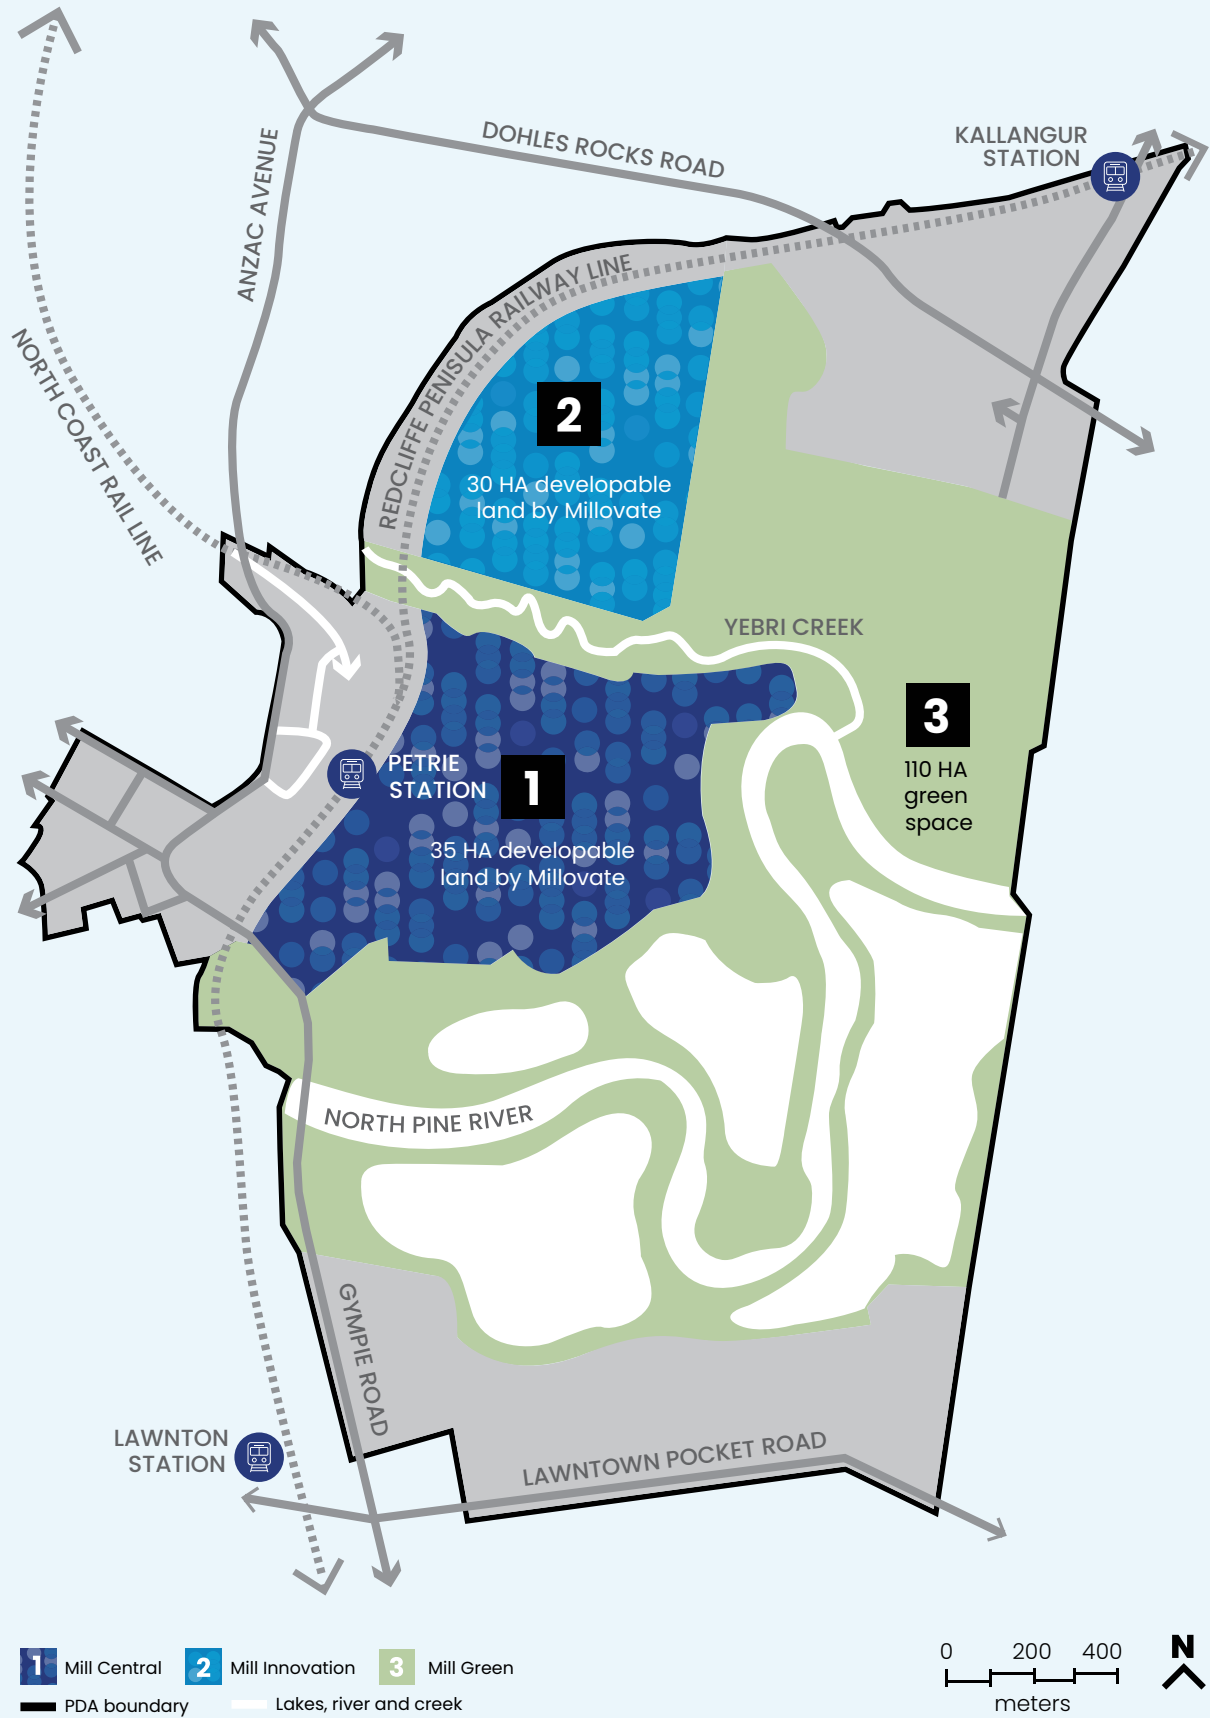 KALLANGUR
STATION
DOHLES ROCKS ROAD
ANZAC AVENUE
REDCLIFFE PENISULA RAILWAY LINE
NORTH COAST RAIL LINE
2
30 HA developable
land by Millovate
YEBRI CREEK
3
110 HA
green
space
PETRIE
STATION
1
35 HA developable
land by Millovate
NORTH PINE RIVER
GYMPIE ROAD
LAWNTON
STATION
LAWNTOWN POCKET ROAD
1 Mill Central
2 Mill Innovation
3 Mill Green
PDA boundary
Lakes, river and creek
0 200 400
meters
N